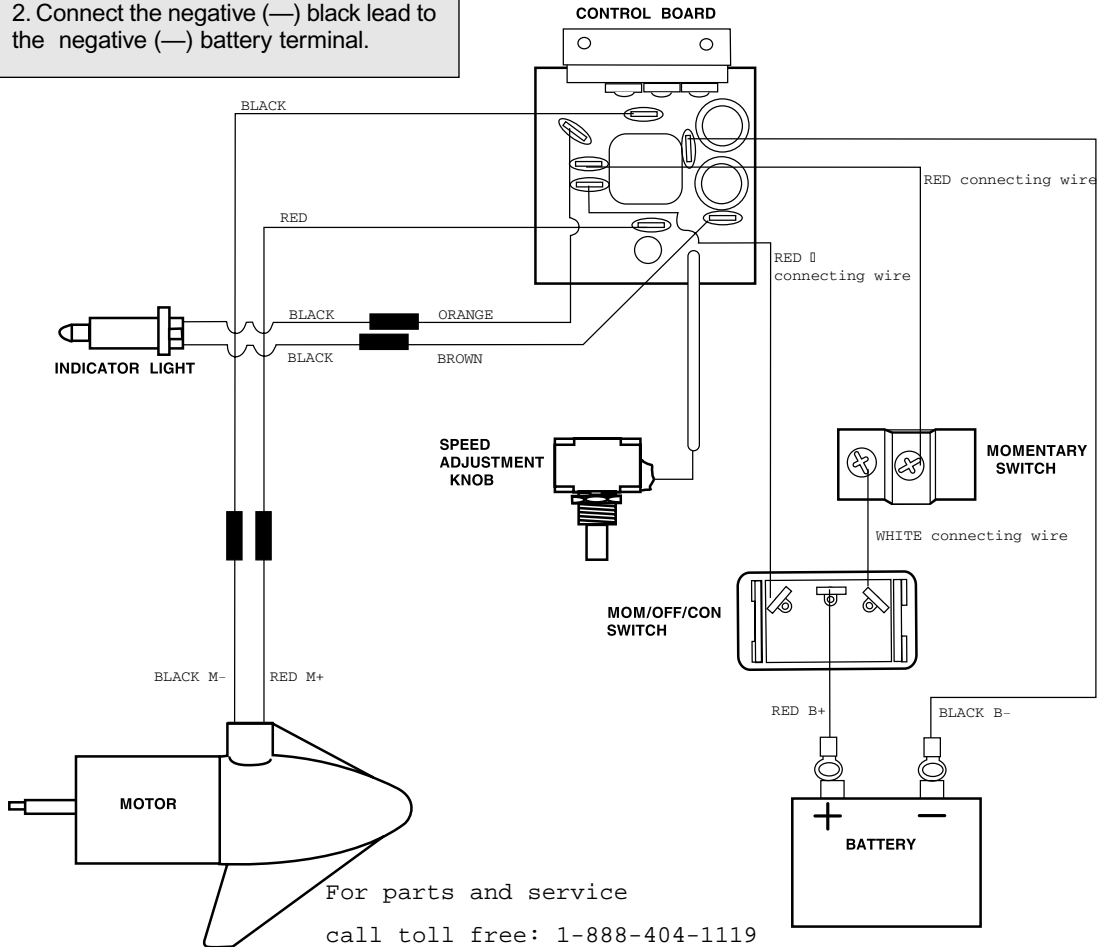 2. Connect the negative (—) black lead to
the negative (—) battery terminal.
CONTROL BOARD
BLACK
RED connecting wire
RED
RED ▯
connecting wire
BLACK
ORANGE
BLACK
BROWN
INDICATOR LIGHT
SPEED
ADJUSTMENT
KNOB
MOMENTARY
SWITCH
WHITE connecting wire
MOM/OFF/CON
SWITCH
BLACK M-
RED M+
RED B+
BLACK B-
MOTOR
+
—
BATTERY
For parts and service
call toll free: 1-888-404-1119